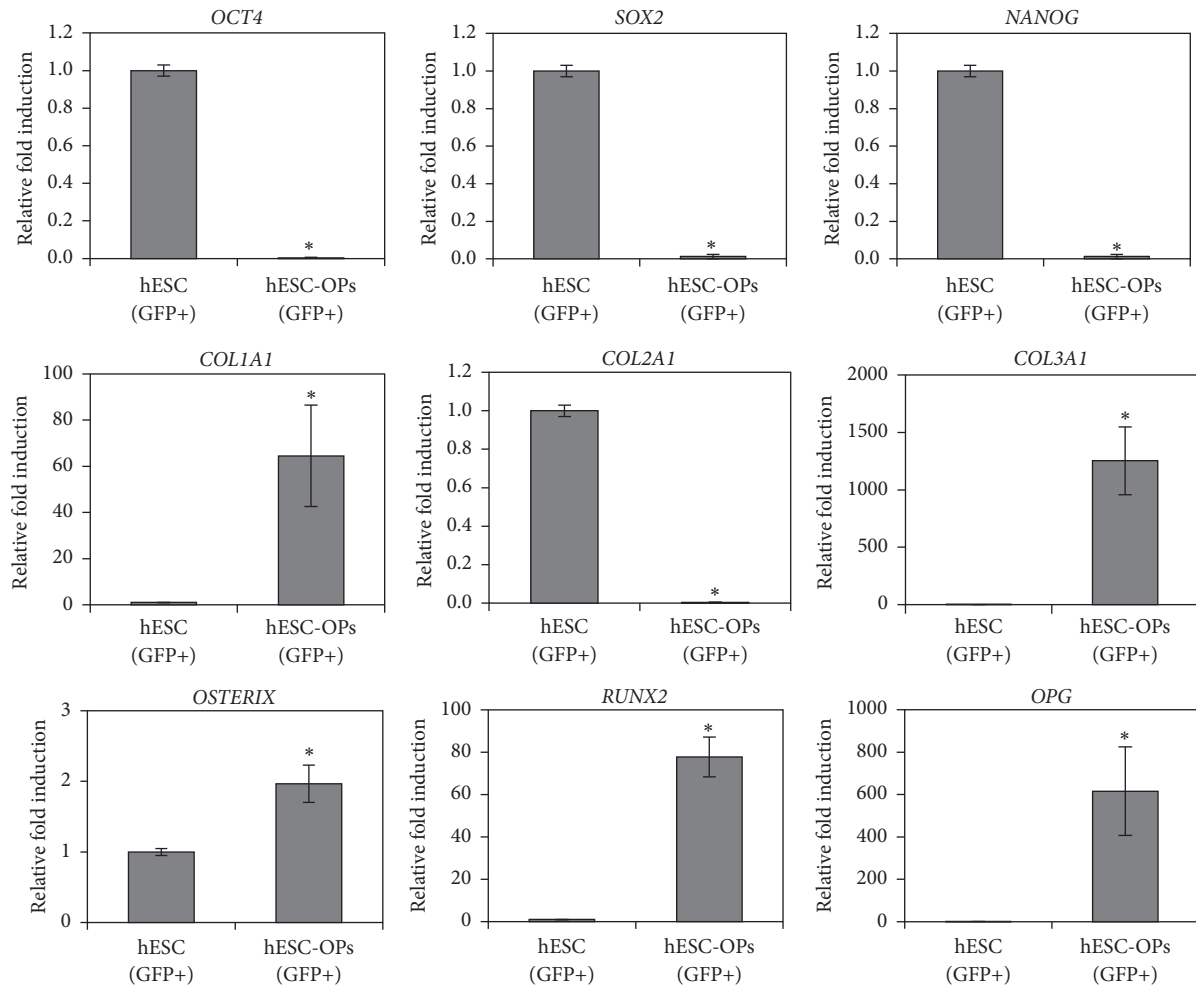 OCT4
Relative fold induction
1.2
1.0
0.8
0.6
0.4
0.2
0.0
*
hESC
(GFP+)
hESC-OPs
(GFP+)
SOX2
Relative fold induction
1.2
1.0
0.8
0.6
0.4
0.2
0.0
*
hESC
(GFP+)
hESC-OPs
(GFP+)
NANOG
Relative fold induction
1.2
1.0
0.8
0.6
0.4
0.2
0.0
*
hESC
(GFP+)
hESC-OPs
(GFP+)
COL1A1
Relative fold induction
100
80
60
40
20
0
*
hESC
(GFP+)
hESC-OPs
(GFP+)
COL2A1
Relative fold induction
1.2
1.0
0.8
0.6
0.4
0.2
0.0
*
hESC
(GFP+)
hESC-OPs
(GFP+)
COL3A1
Relative fold induction
2000
1500
1000
500
0
*
hESC
(GFP+)
hESC-OPs
(GFP+)
OSTERIX
Relative fold induction
3
2
1
0
*
hESC
(GFP+)
hESC-OPs
(GFP+)
RUNX2
Relative fold induction
100
80
60
40
20
0
*
hESC
(GFP+)
hESC-OPs
(GFP+)
OPG
Relative fold induction
1000
800
600
400
200
0
*
hESC
(GFP+)
hESC-OPs
(GFP+)